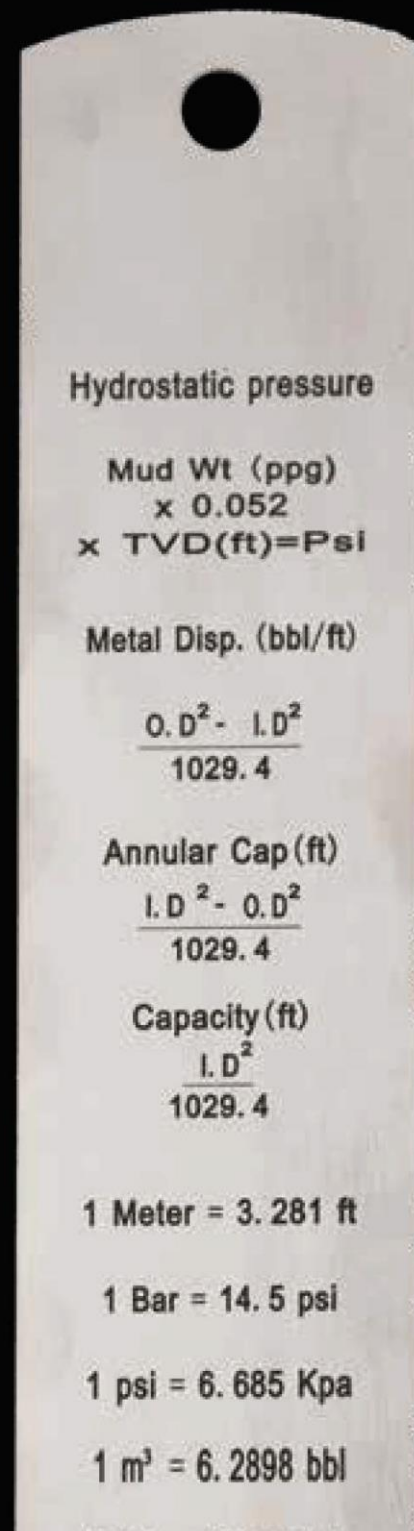 Hydrostatic pressure
Mud Wt (ppg)
x 0.052
x TVD(ft)=Psi
Metal Disp. (bbl/ft)
O.D² - I.D²
1029.4
Annular Cap(ft)
I.D² - O.D²
1029.4
Capacity(ft)
I.D²
1029.4
1 Meter = 3.281 ft
1 Bar = 14.5 psi
1 psi = 6.685 Kpa
1 m³ = 6.2898 bbl